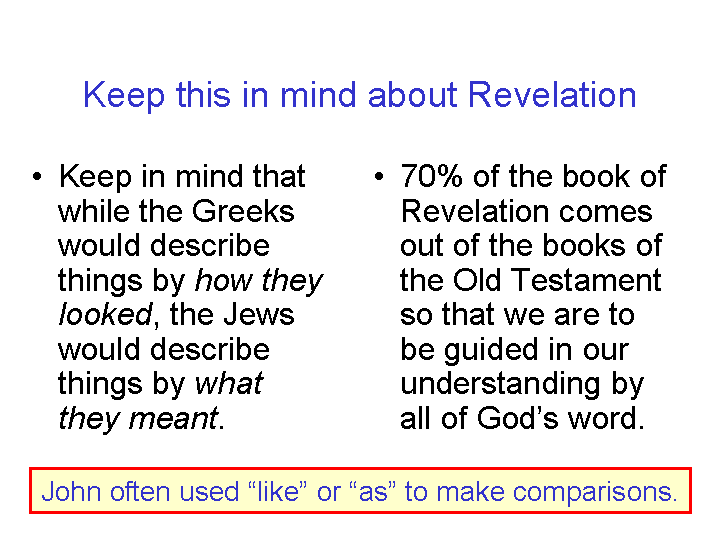 Keep this in mind about Revelation
• Keep in mind that
while the Greeks
would describe
things by how they
looked, the Jews
would describe
things by what
they meant.
• 70% of the book of
Revelation comes
out of the books of
the Old Testament
so that we are to
be guided in our
understanding by
all of God’s word.
John often used “like” or “as” to make comparisons.